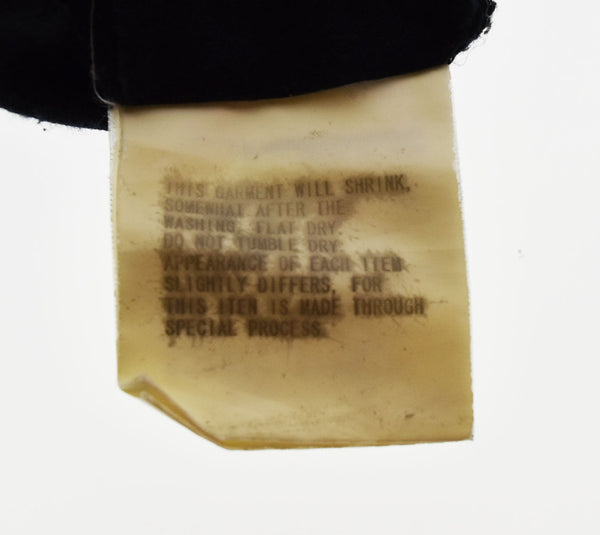 THIS GARMENT WILL SHRINK.
SOMEWHAT AFTER THE
WASHING. FLAT DRY.
DO NOT TUMBLE DRY.
APPEARANCE OF EACH ITEM
SLIGHTLY DIFFERS. FOR
THIS ITEN IS MADE THROUGH
SPECIAL PROCESS.